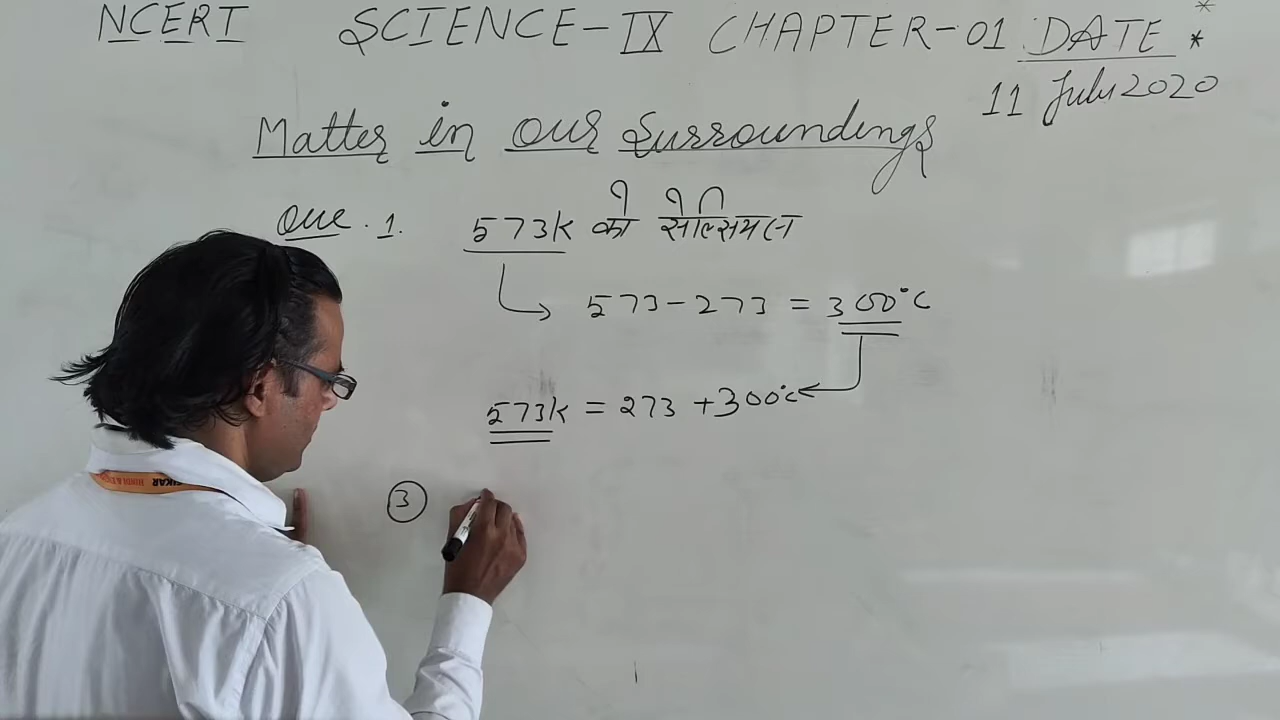 NCERT SCIENCE-IX CHAPTER-01 DATE **
11 July 2020
Matter in our Surroundings
Que. 1. 573k का सेल्सियस में
573-273 = 300°C
573k = 273 +300°C
3